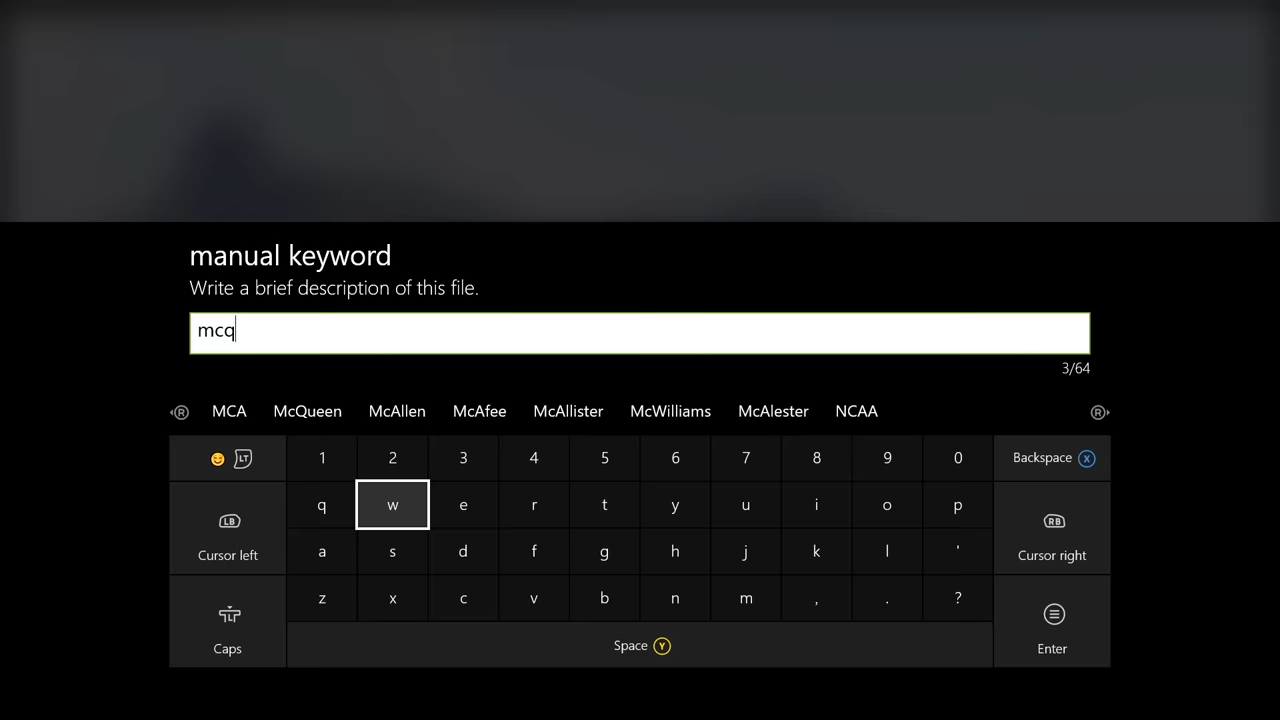 manual keyword
Write a brief description of this file.
mcq
3/64
R MCA McQueen McAllen McAfee McAllister McWilliams McAlester NCAA R
LT 1 2 3 4 5 6 7 8 9 0 Backspace X
q w e r t y u i o p
LB Cursor left
RB Cursor right
a s d f g h j k l '
z x c v b n m , . ?
LT Caps
Space Y
Enter